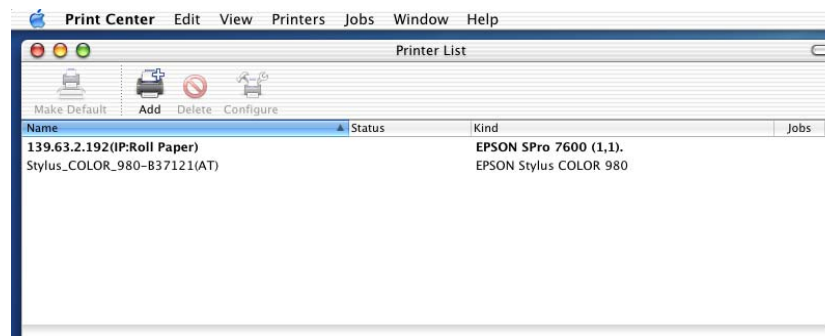 Print Center Edit View Printers Jobs Window Help
Printer List
Make Default Add Delete Configure
Name Status Kind Jobs
139.63.2.192(IP:Roll Paper) EPSON SPro 7600 (1,1).
Stylus_COLOR_980-B37121(AT) EPSON Stylus COLOR 980